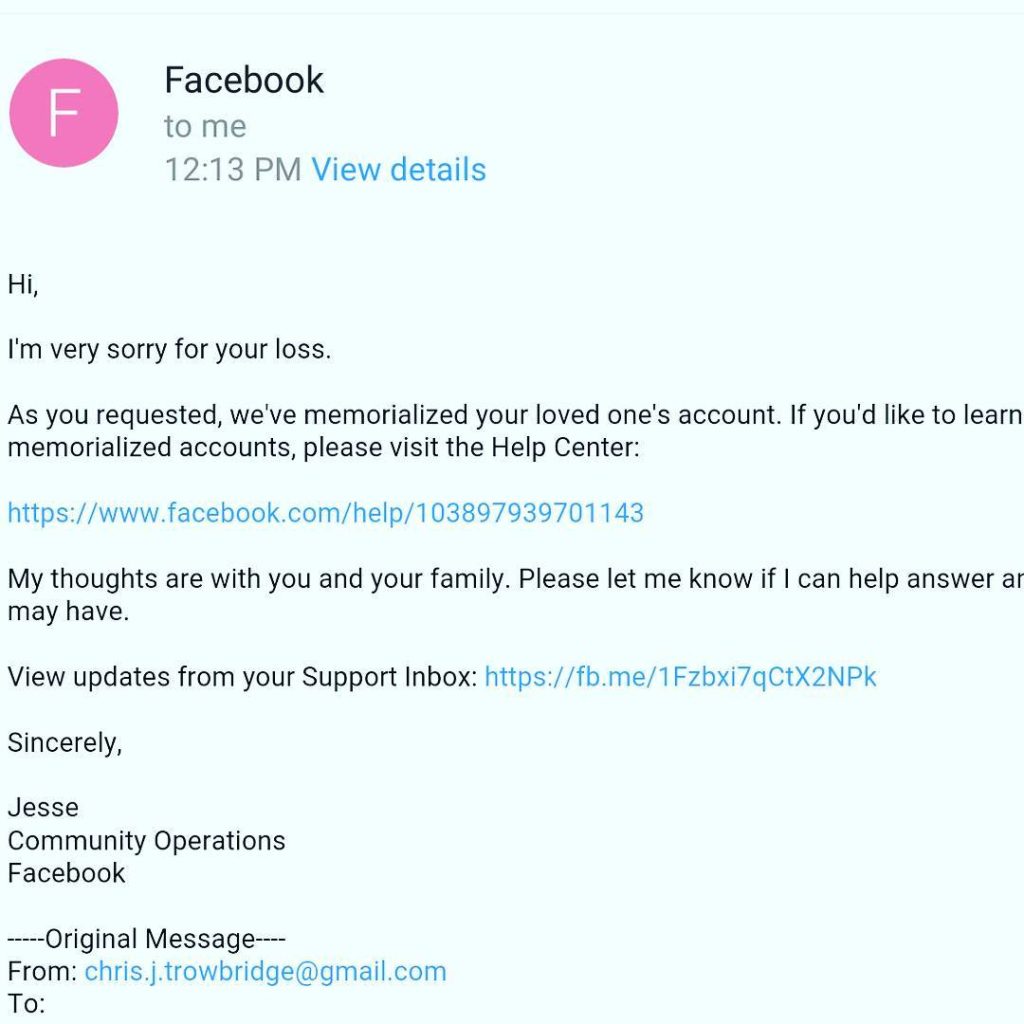 F
Facebook
to me
12:13 PM View details
Hi,
I'm very sorry for your loss.
As you requested, we've memorialized your loved one's account. If you'd like to learn
memorialized accounts, please visit the Help Center:
https://www.facebook.com/help/103897939701143
My thoughts are with you and your family. Please let me know if I can help answer
may have.
View updates from your Support Inbox: https://fb.me/1Fzbxi7qCtX2NPk
Sincerely,
Jesse
Community Operations
Facebook
-----Original Message----
From: chris.j.trowbridge@gmail.com
To: